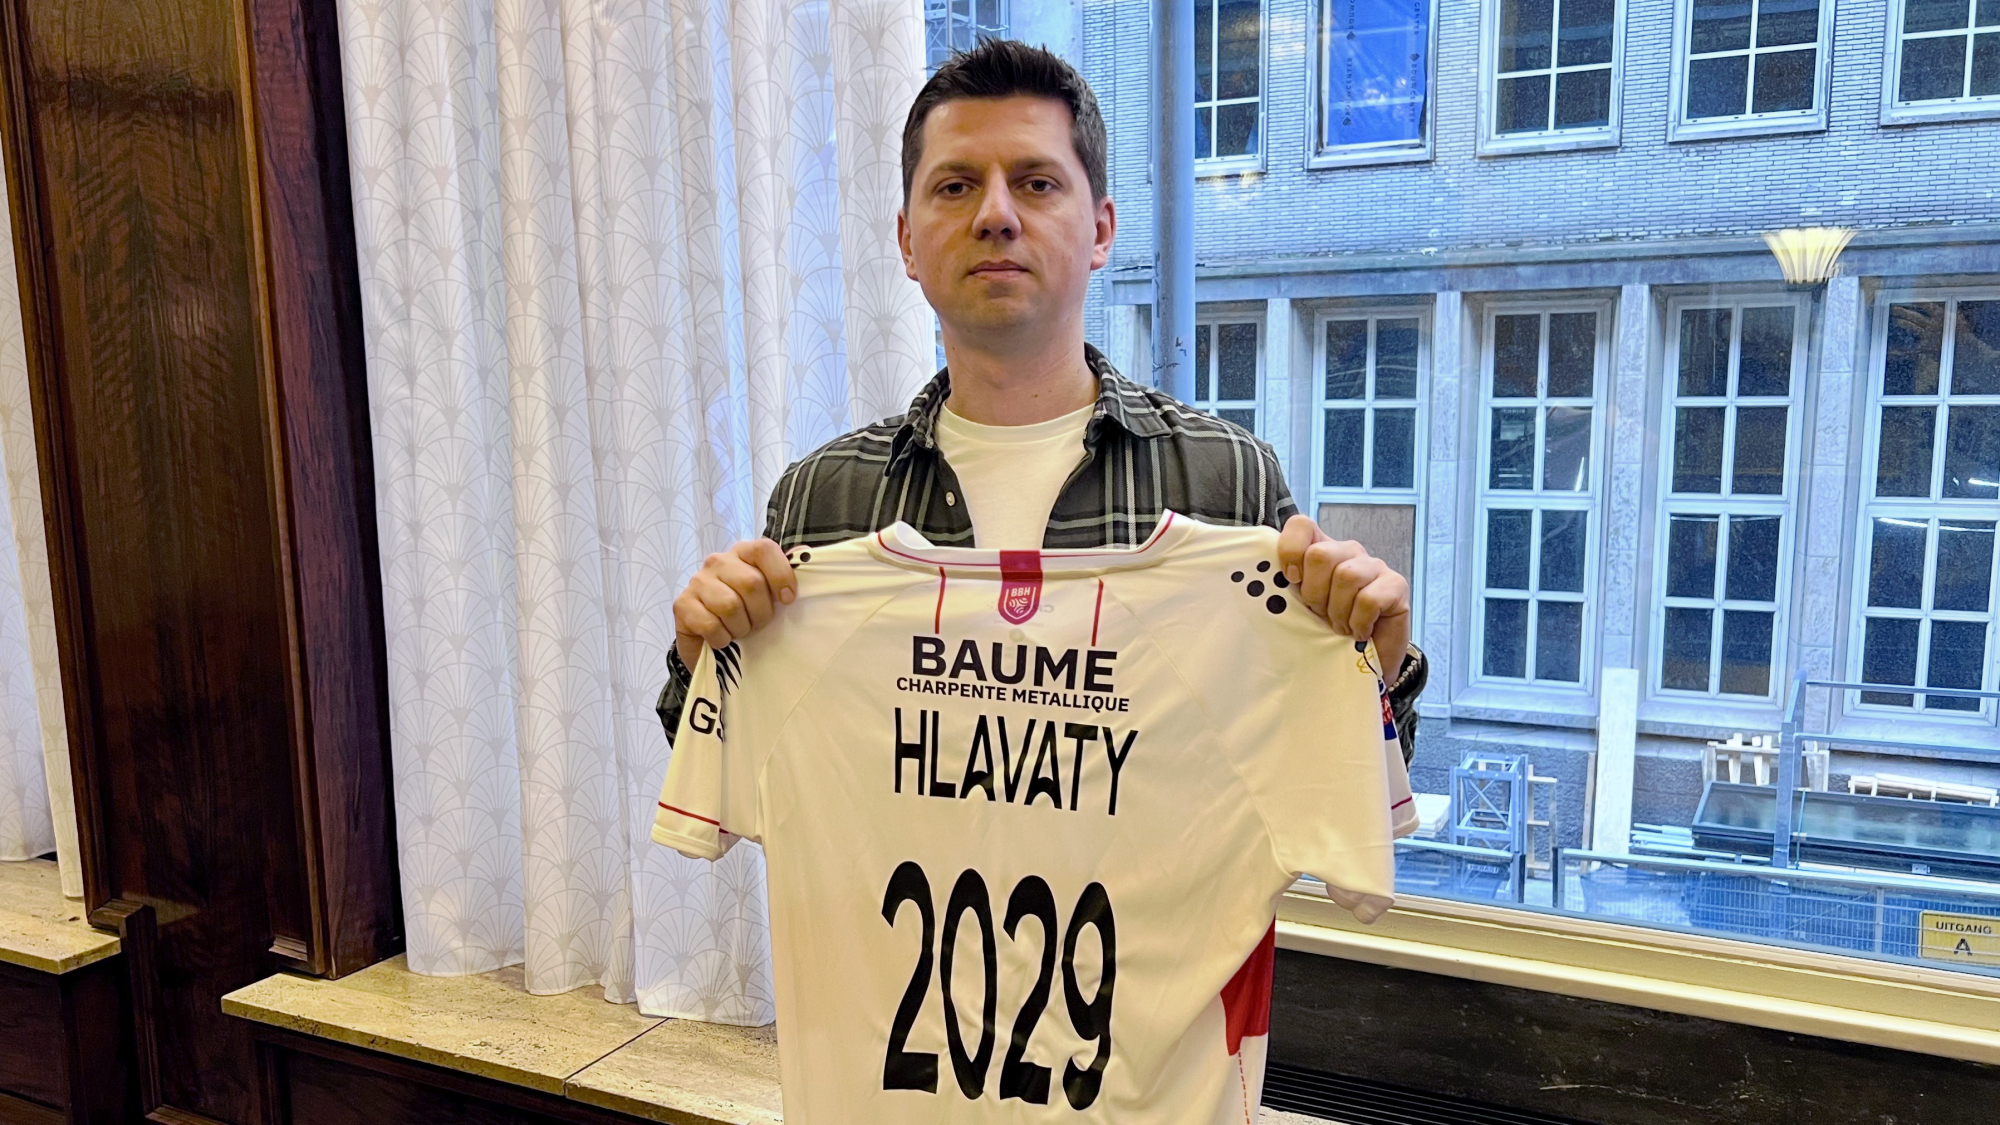 BBH
BAUME
CHARPENTE METALLIQUE
HLAVATY
2029
UITGANG
A